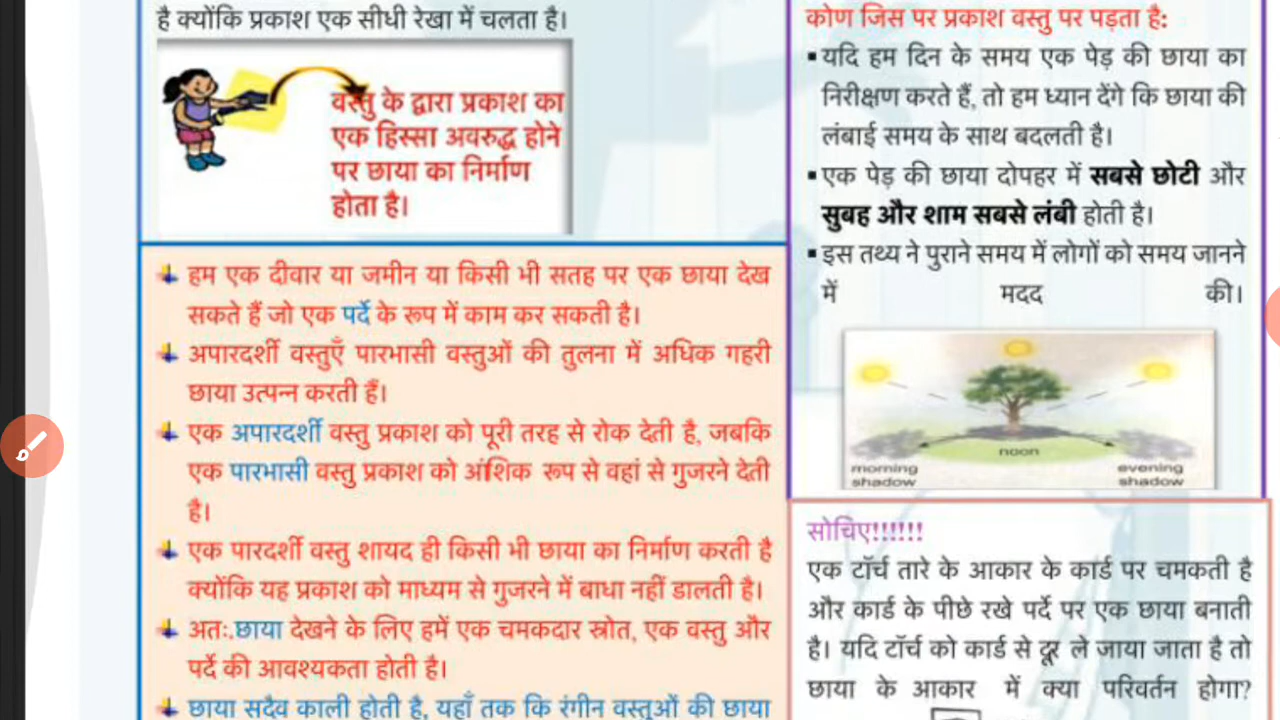 है क्योंकि प्रकाश एक सीधी रेखा में चलता है।
वस्तु के द्वारा प्रकाश का
एक हिस्सा अवरुद्ध होने
पर छाया का निर्माण
होता है।
हम एक दीवार या जमीन या किसी भी सतह पर एक छाया देख
सकते हैं जो एक पर्दे के रूप में काम कर सकती है।
अपारदर्शी वस्तुएँ पारभासी वस्तुओं की तुलना में अधिक गहरी
छाया उत्पन्न करती हैं।
एक अपारदर्शी वस्तु प्रकाश को पूरी तरह से रोक देती है, जबकि
एक पारभासी वस्तु प्रकाश को आंशिक रूप से वहां से गुजरने देती
है।
एक पारदर्शी वस्तु शायद ही किसी भी छाया का निर्माण करती है
क्योंकि यह प्रकाश को माध्यम से गुजरने में बाधा नहीं डालती है।
अतः.छाया देखने के लिए हमें एक चमकदार स्रोत, एक वस्तु और
पर्दे की आवश्यकता होती है।
छाया सदैव काली होती है, यहाँ तक कि रंगीन वस्तुओं की छाया
कोण जिस पर प्रकाश वस्तु पर पड़ता है:
▪यदि हम दिन के समय एक पेड़ की छाया का
निरीक्षण करते हैं, तो हम ध्यान देंगे कि छाया की
लंबाई समय के साथ बदलती है।
▪एक पेड़ की छाया दोपहर में सबसे छोटी और
सुबह और शाम सबसे लंबी होती है।
▪इस तथ्य ने पुराने समय में लोगों को समय जानने
में मदद की।
noon
morning evening
shadow shadow
सोचिए!!!!!!
एक टॉर्च तारे के आकार के कार्ड पर चमकती है
और कार्ड के पीछे रखे पर्दे पर एक छाया बनाती
है। यदि टॉर्च को कार्ड से दूर ले जाया जाता है तो
छाया के आकार में क्या परिवर्तन होगा?